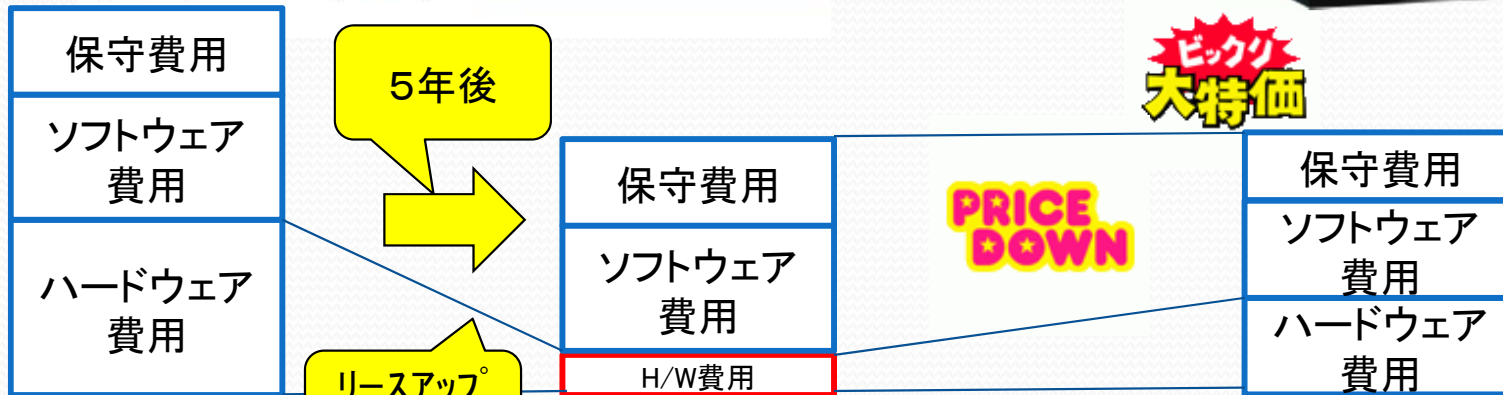 保守費用
ソフトウェア
費用
ハードウェア
費用
5年後
リースアップ
保守費用
ソフトウェア
費用
H/W費用
PRICE
DOWN
ビックリ
大特価
保守費用
ソフトウェア
費用
ハードウェア
費用